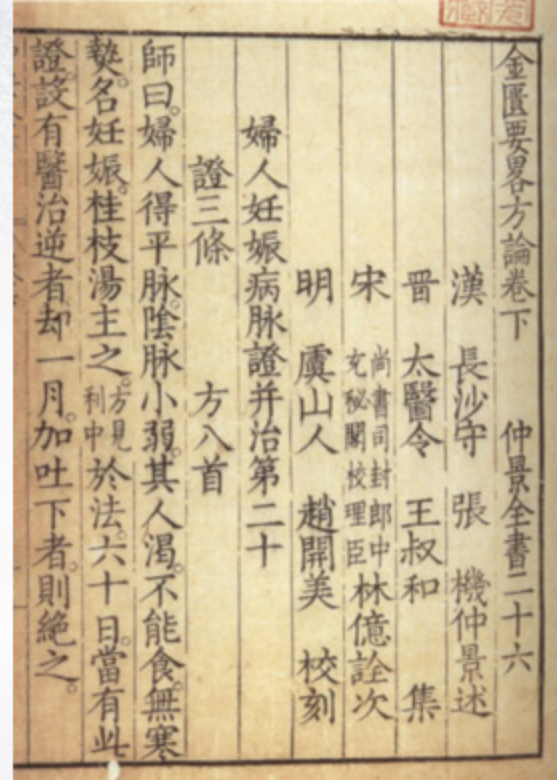 金匱要畧方論卷下 仲景全書二十六
漢 長沙守 張 機仲景述
晋 太醫令 王叔和 集
宋 尚書司封郎中充秘閣校理臣林億詮次
明 虞山人 趙開美 校刻
婦人妊娠病脉證并治第二十
證三條 方八首
師曰。婦人得平脉。陰脉小弱。其人渴。不能食。無寒
𤍠。名妊娠。桂枝湯主之。方見利中於法。六十日。當有此
證。設有醫治逆者。却一月。加吐下者。則絶之。